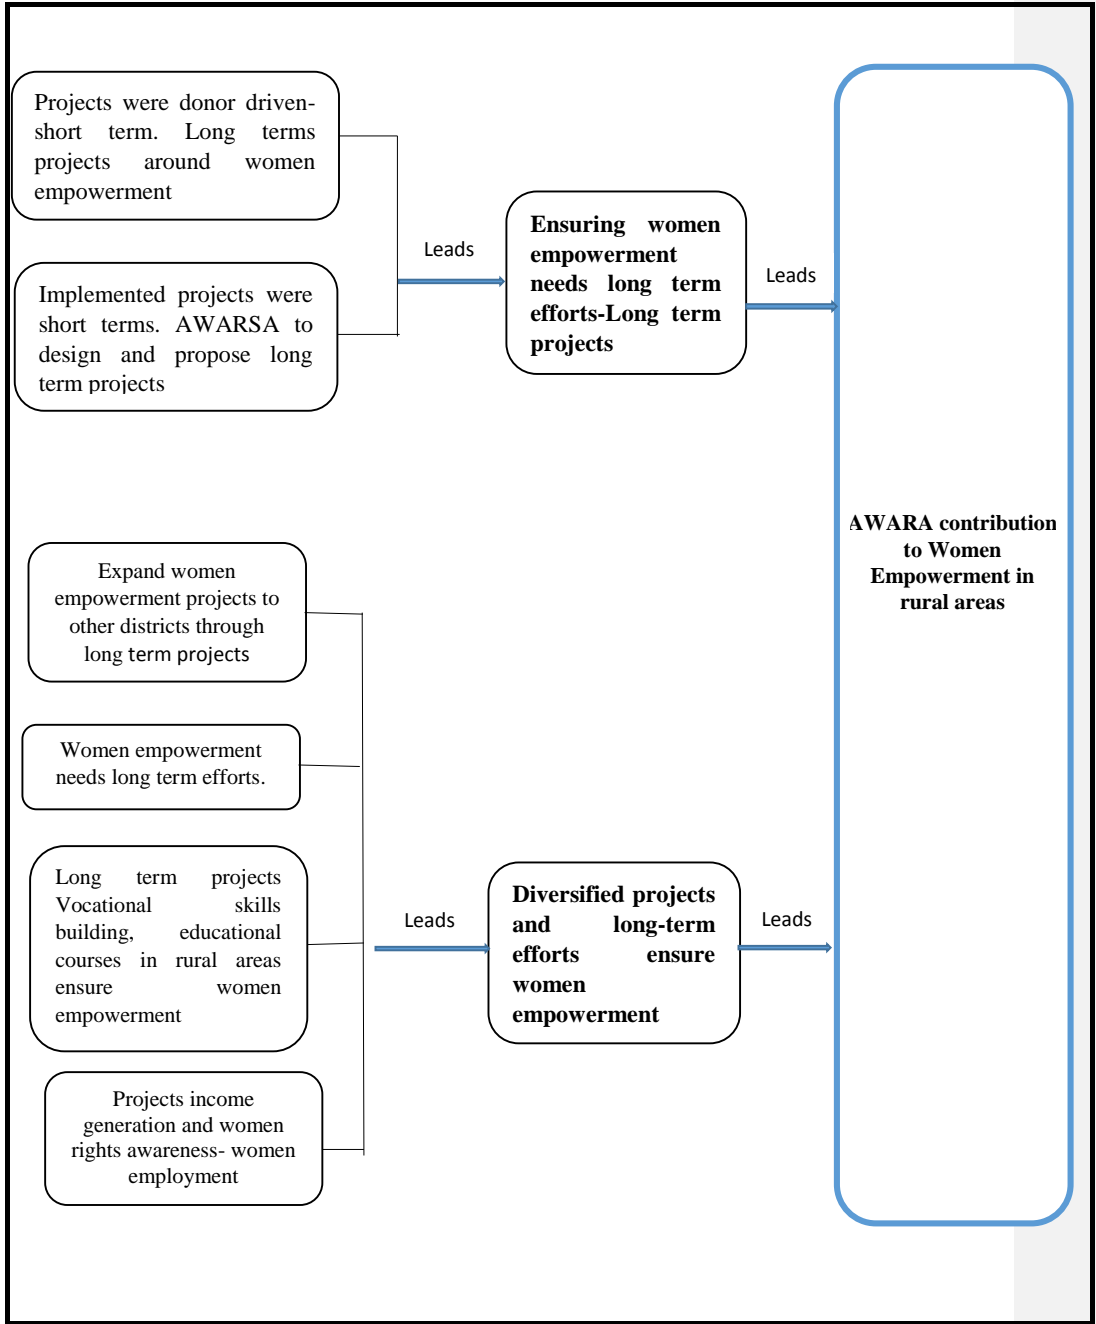 Projects were donor driven-
short term. Long terms
projects around women
empowerment
Leads
Ensuring women
empowerment
needs long term
efforts-Long term
projects
Leads
Implemented projects were
short terms. AWARSA to
design and propose long
term projects
AWARA contribution
to Women
Empowerment in
rural areas
Expand women
empowerment projects to
other districts through
long term projects
Women empowerment
needs long term efforts.
Long term projects
Vocational skills
building, educational
courses in rural areas
ensure women
empowerment
Leads
Diversified projects
and long-term
efforts ensure
women
empowerment
Leads
Projects income
generation and women
rights awareness- women
employment